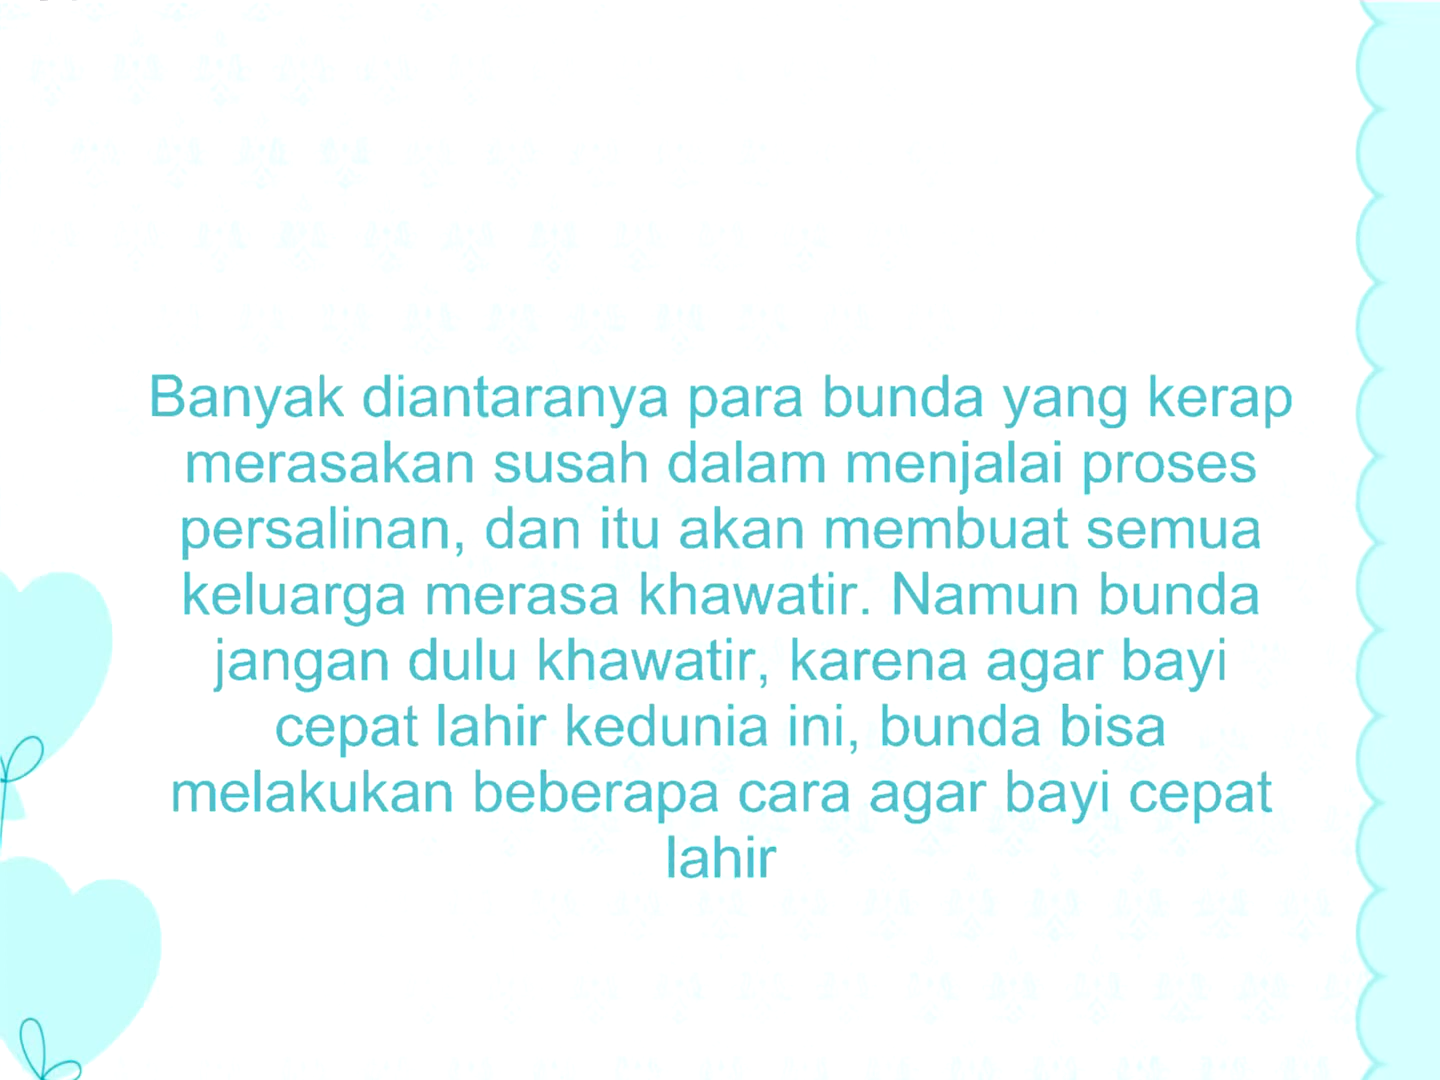 Banyak diantaranya para bunda yang kerap
merasakan susah dalam menjalai proses
persalinan, dan itu akan membuat semua
keluarga merasa khawatir. Namun bunda
jangan dulu khawatir, karena agar bayi
cepat lahir kedunia ini, bunda bisa
melakukan beberapa cara agar bayi cepat
lahir